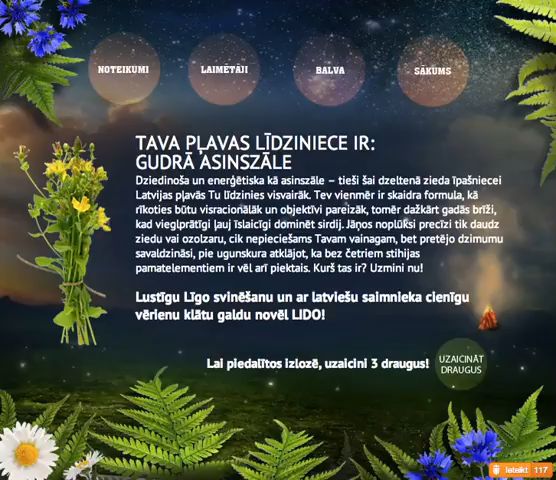 NOTEIKUMI
LAIMĒTĀJI
BALVA
SĀKUMS
TAVA PĻAVAS LĪDZINIECE IR:
GUDRĀ ASINSZĀLE
Dziedinoša un enerģētiska kā asinszāle – tieši šai dzeltenā zieda īpašniecei
Latvijas pļavās Tu līdzinies visvairāk. Tev vienmēr ir skaidra formula, kā
rīkoties būtu visracionālāk un objektīvi pareizāk, tomēr dažkārt gadās brīži,
kad vieglprātīgi ļauj īslaicīgi dominēt sirdij. Jāņos noplūksi precīzi tik daudz
ziedu vai ozolzaru, cik nepieciešams Tavam vainagam, bet pretējo dzimumu
savaldzināsi, pie ugunskura atklājot, ka bez četriem stihijas
pamatelementiem ir vēl arī piektais. Kurš tas ir? Uzmini nu!
Lustīgu Līgo svinēšanu un ar latviešu saimnieka cienīgu
vērienu klātu galdu novēl LIDO!
Lai piedalītos izlozē, uzaicini 3 draugus!
UZAICINĀT
DRAUGUS
Ieteikt 117